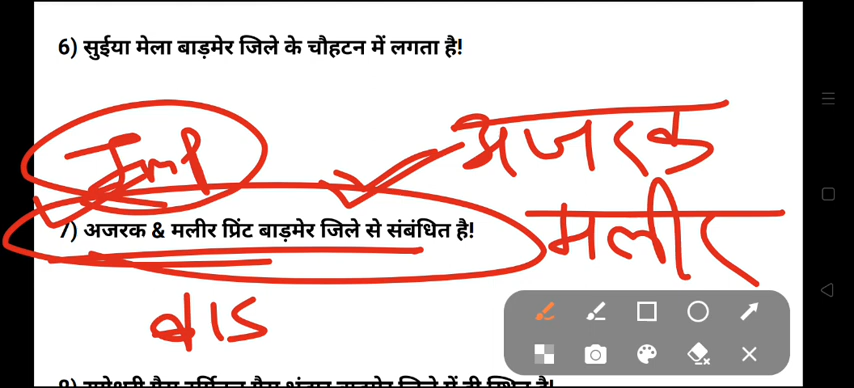 6) सुईया मेला बाड़मेर जिले के चौहटन में लगता है!
Imp
अजरक
7) अजरक & मलीर प्रिंट बाड़मेर जिले से संबंधित है!
मलीर
बाड